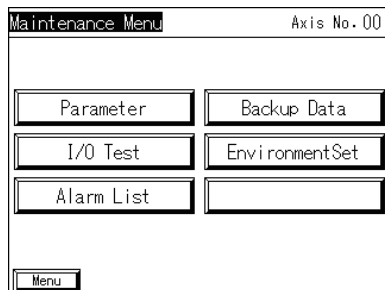 Maintenance Menu Axis No.00
Parameter Backup Data
I/O Test EnvironmentSet
Alarm List
Menu